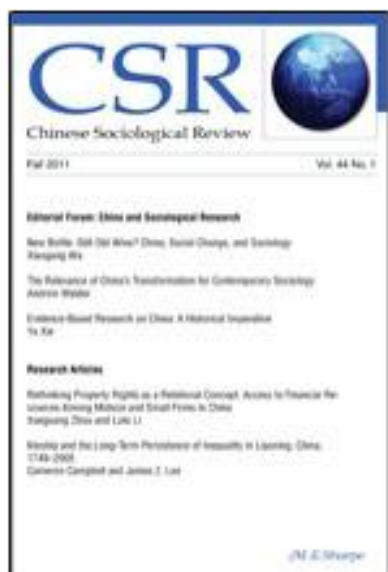 CSR
Chinese Sociological Review
Fall 2011 Vol. 44 No. 1
Editorial Forum: China and Sociological Research
New Bottle, Still Old Wine? China, Social Change, and Sociology
Xiaogang Wu
The Relevance of China's Transformation for Contemporary Sociology
Andrew Walder
Evidence-Based Research on China: A Historical Imperative
Yu Xie
Research Articles
Rethinking Property Rights as a Relational Concept: Access to Financial Re-
sources Among Midsize and Small Firms in China
Xueguang Zhou and Lulu Li
Kinship and the Long-Term Persistence of Inequality in Liaoning, China,
1749-2005
Cameron Campbell and James Z. Lee
M.E.Sharpe